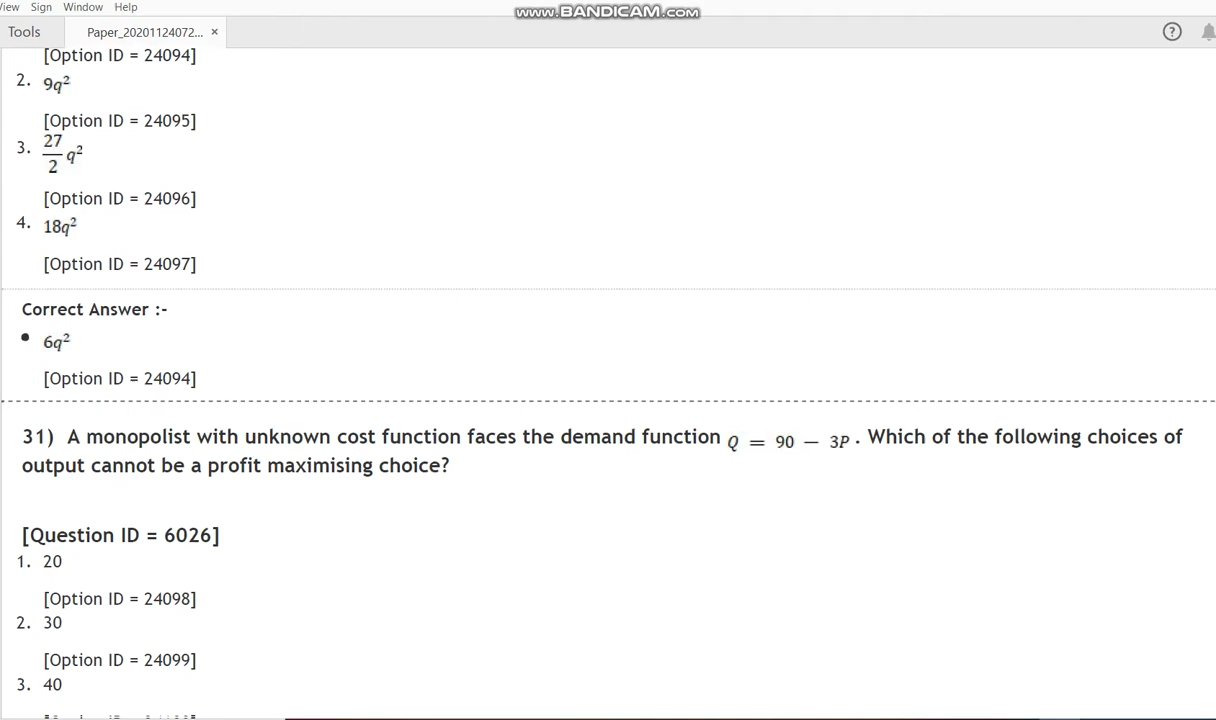 View Sign Window Help
www.BANDICAM.com
Tools Paper_20201124072... ×
[Option ID = 24094]
2. 9q²
[Option ID = 24095]
3. 27/2 q²
[Option ID = 24096]
4. 18q²
[Option ID = 24097]
Correct Answer :-
• 6q²
[Option ID = 24094]
31) A monopolist with unknown cost function faces the demand function Q = 90 − 3P. Which of the following choices of
output cannot be a profit maximising choice?
[Question ID = 6026]
1. 20
[Option ID = 24098]
2. 30
[Option ID = 24099]
3. 40